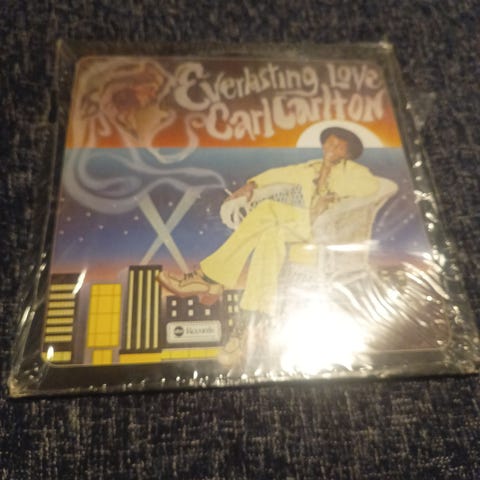 Everlasting Love
Carl Carlton
abc Records